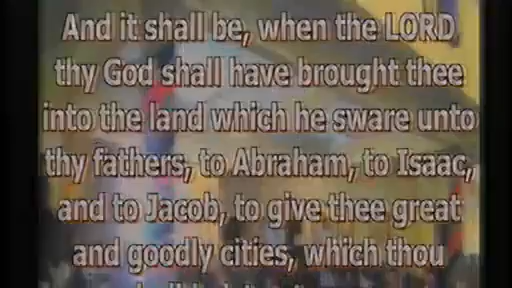 And it shall be, when the LORD
thy God shall have brought thee
into the land which he sware unto
thy fathers, to Abraham, to Isaac,
and to Jacob, to give thee great
and goodly cities, which thou